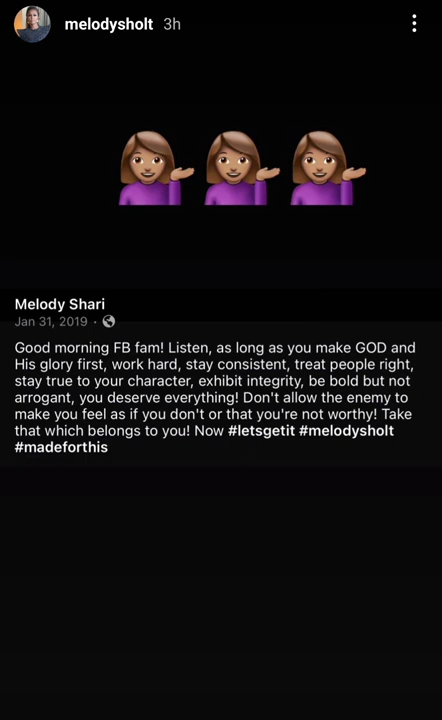 melodysholt 3h
Melody Shari
Jan 31, 2019 ·
Good morning FB fam! Listen, as long as you make GOD and
His glory first, work hard, stay consistent, treat people right,
stay true to your character, exhibit integrity, be bold but not
arrogant, you deserve everything! Don't allow the enemy to
make you feel as if you don't or that you're not worthy! Take
that which belongs to you! Now #letsgetit #melodysholt
#madeforthis